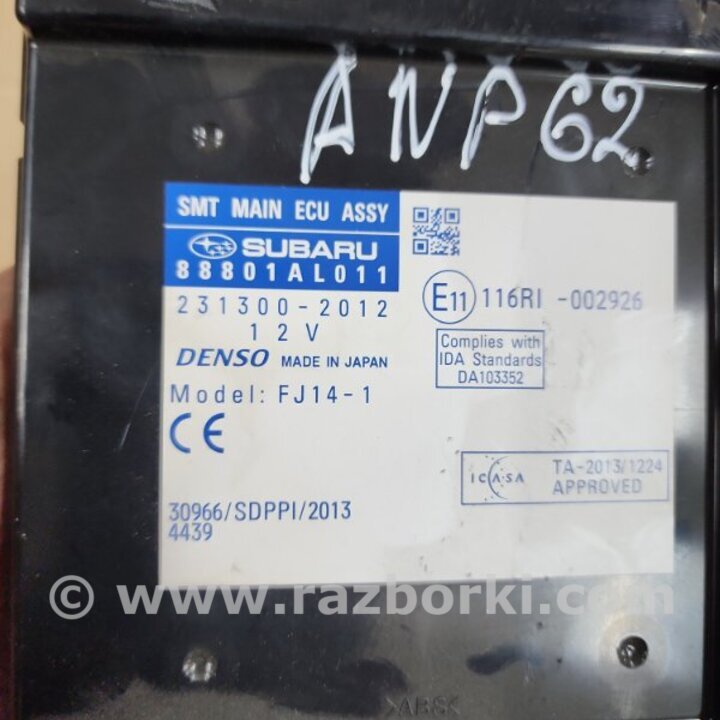 ANP62
SMT MAIN ECU ASSY
SUBARU
88801AL011
231300-2012
12V
DENSO MADE IN JAPAN
Model: FJ14-1
CE
30966/SDPPI/2013
4439
E11 116RI -002926
Complies with
IDA Standards
DA103352
ICASA
TA-2013/1224
APPROVED
© www.razborki.com
>ABS<